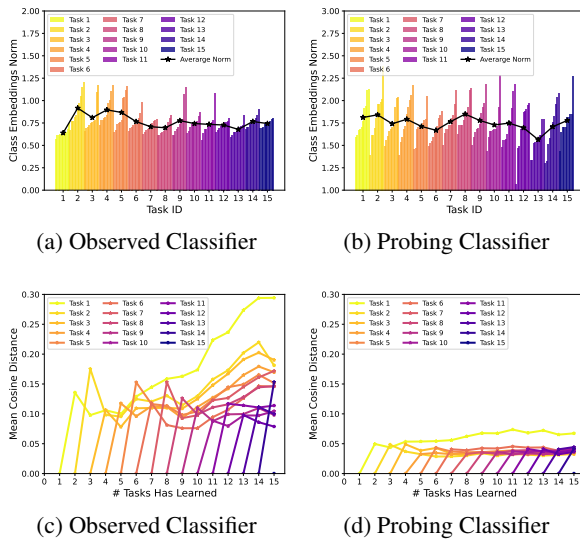 2.00
1.75
1.50
1.25
1.00
0.75
0.50
0.25
0.00
Class Embeddings Norm
Task 1
Task 2
Task 3
Task 4
Task 5
Task 6
Task 7
Task 8
Task 9
Task 10
Task 11
Task 12
Task 13
Task 14
Task 15
Averarge Norm
1 2 3 4 5 6 7 8 9 10 11 12 13 14 15
Task ID
(a) Observed Classifier
3.00
2.75
2.50
2.25
2.00
1.75
1.50
1.25
1.00
Class Embeddings Norm
Task 1
Task 2
Task 3
Task 4
Task 5
Task 6
Task 7
Task 8
Task 9
Task 10
Task 11
Task 12
Task 13
Task 14
Task 15
Averarge Norm
1 2 3 4 5 6 7 8 9 10 11 12 13 14 15
Task ID
(b) Probing Classifier
0.30
0.25
0.20
0.15
0.10
0.05
0.00
Mean Cosine Distance
Task 1
Task 2
Task 3
Task 4
Task 5
Task 6
Task 7
Task 8
Task 9
Task 10
Task 11
Task 12
Task 13
Task 14
Task 15
0 1 2 3 4 5 6 7 8 9 10 11 12 13 14 15
# Tasks Has Learned
(c) Observed Classifier
0.30
0.25
0.20
0.15
0.10
0.05
0.00
Mean Cosine Distance
Task 1
Task 2
Task 3
Task 4
Task 5
Task 6
Task 7
Task 8
Task 9
Task 10
Task 11
Task 12
Task 13
Task 14
Task 15
0 1 2 3 4 5 6 7 8 9 10 11 12 13 14 15
# Tasks Has Learned
(d) Probing Classifier